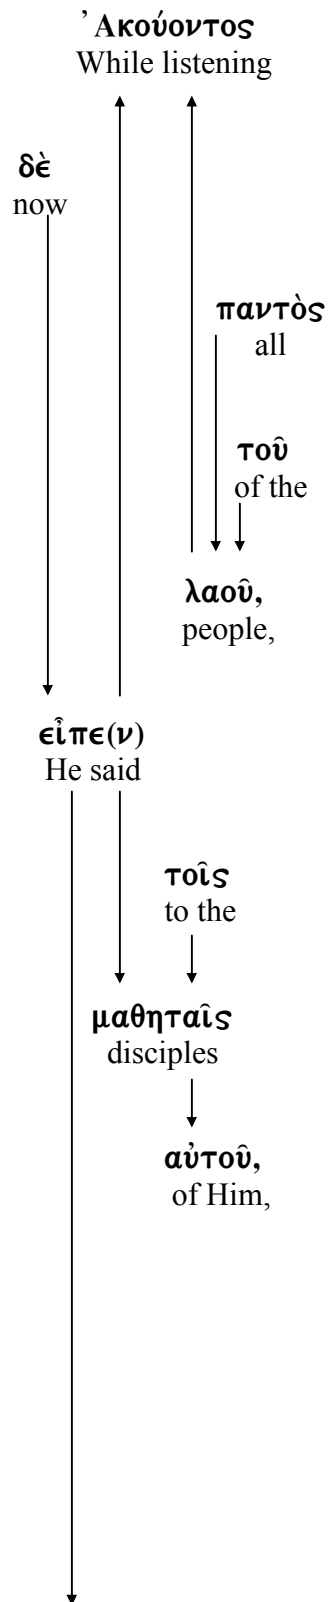 Ἀκούοντος
While listening
δὲ
now
παντὸς
all
τοῦ
of the
λαοῦ,
people,
εἶπε(ν)
He said
τοῖς
to the
μαθηταῖς
disciples
αὐτοῦ,
of Him,